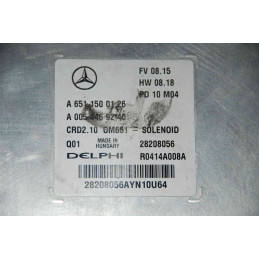 FV 08.15
HW 08.18
PD 10 M04
A 651 150 01 26
A 005 446 92 40
CRD2.10 OM651 - SOLENOID
Q01 MADE IN HUNGARY 28208056
DELPHI R0414A008A
28208056AYN10U64